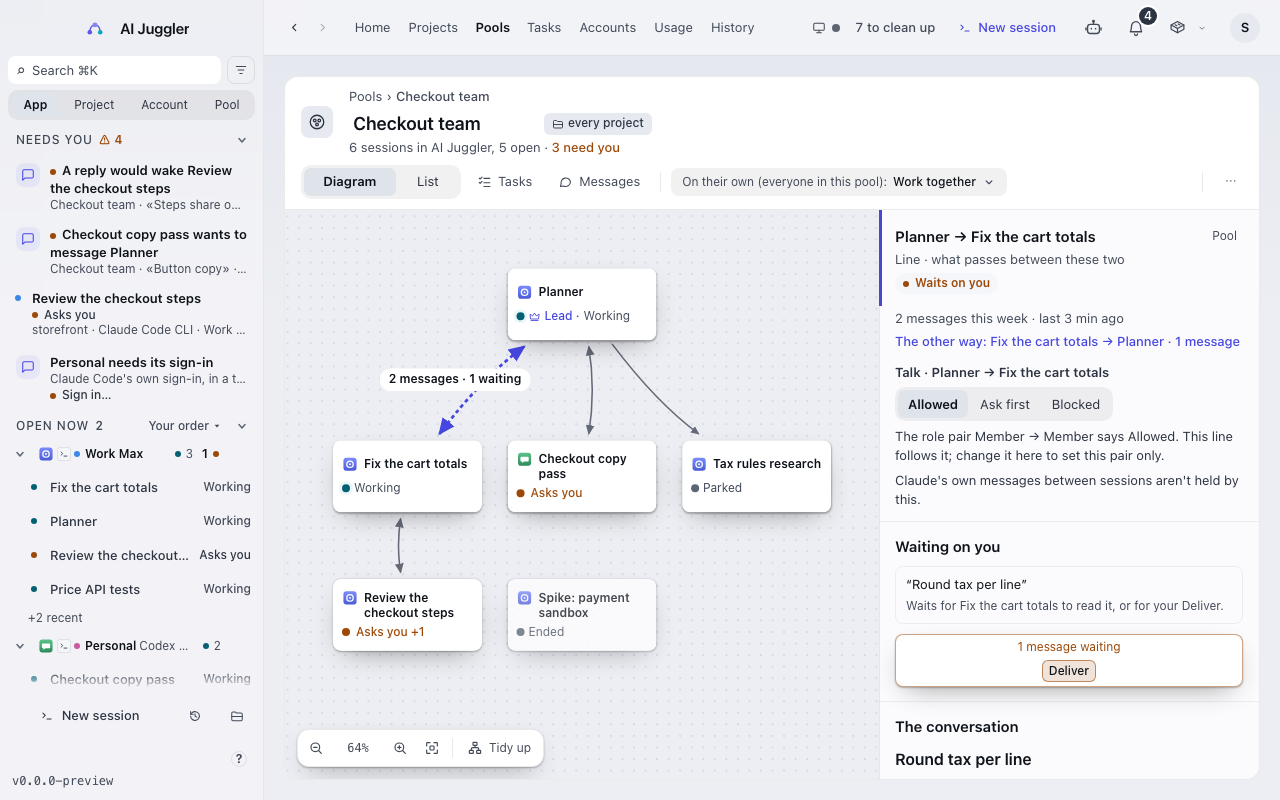 AI Juggler
Search ⌘K
App Project Account Pool
NEEDS YOU 4
A reply would wake Review
the checkout steps
Checkout team · «Steps share o...
Checkout copy pass wants to
message Planner
Checkout team · «Button copy» ·...
Review the checkout steps
Asks you
storefront · Claude Code CLI · Work ...
Personal needs its sign-in
Claude Code's own sign-in, in a t...
Sign in...
OPEN NOW 2 Your order
Work Max 3 1
Fix the cart totals Working
Planner Working
Review the checkout... Asks you
Price API tests Working
+2 recent
Personal Codex ... 2
Checkout copy pass Working
New session
?
v0.0.0-preview
Home Projects Pools Tasks Accounts Usage History
7 to clean up
New session
4
S
Pools › Checkout team
Checkout team every project
6 sessions in AI Juggler, 5 open · 3 need you
Diagram List Tasks Messages On their own (everyone in this pool): Work together ...
Planner
Lead · Working
2 messages · 1 waiting
Fix the cart totals
Working
Checkout copy
pass
Asks you
Tax rules research
Parked
Review the
checkout steps
Asks you +1
Spike: payment
sandbox
Ended
64% Tidy up
Planner → Fix the cart totals Pool
Line · what passes between these two
Waits on you
2 messages this week · last 3 min ago
The other way: Fix the cart totals → Planner · 1 message
Talk · Planner → Fix the cart totals
Allowed Ask first Blocked
The role pair Member → Member says Allowed. This line
follows it; change it here to set this pair only.
Claude's own messages between sessions aren't held by
this.
Waiting on you
“Round tax per line”
Waits for Fix the cart totals to read it, or for your Deliver.
1 message waiting
Deliver
The conversation
Round tax per line